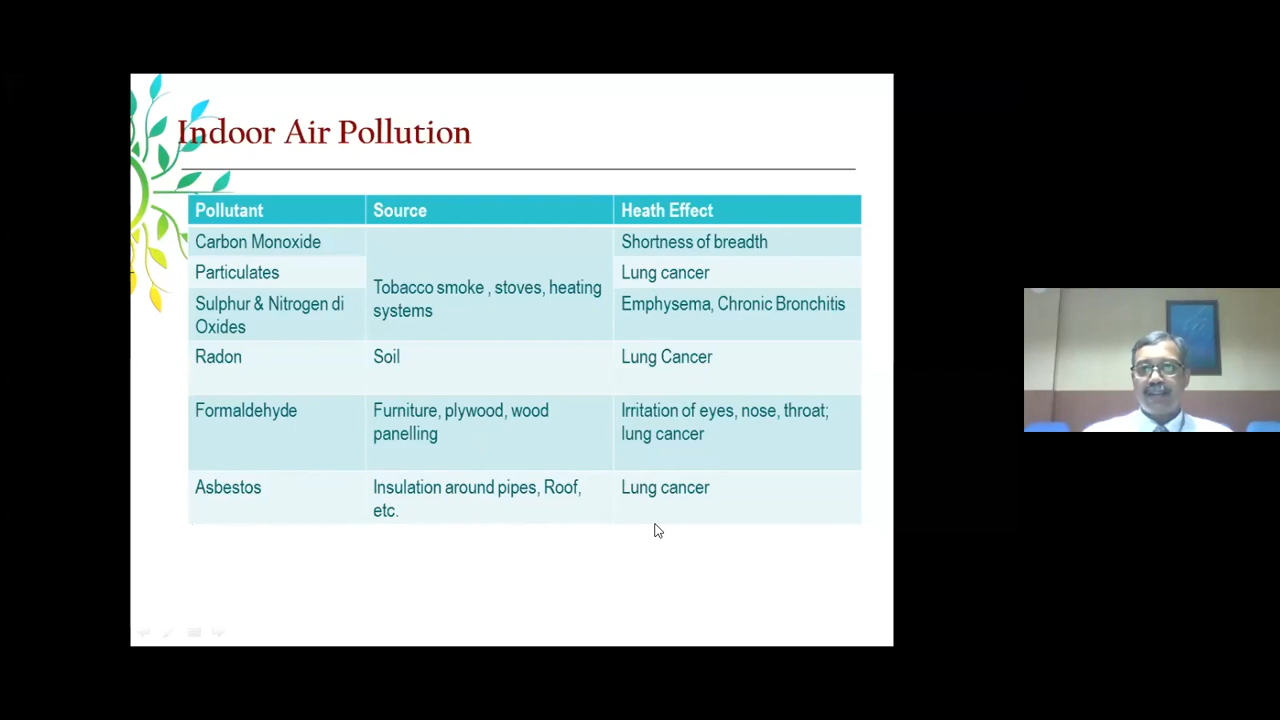 Indoor Air Pollution
Pollutant Source Heath Effect
Carbon Monoxide Shortness of breadth
Particulates Lung cancer
Tobacco smoke , stoves, heating
systems
Sulphur & Nitrogen di
Oxides
Emphysema, Chronic Bronchitis
Radon Soil Lung Cancer
Formaldehyde Furniture, plywood, wood
panelling
Irritation of eyes, nose, throat;
lung cancer
Asbestos Insulation around pipes, Roof,
etc.
Lung cancer